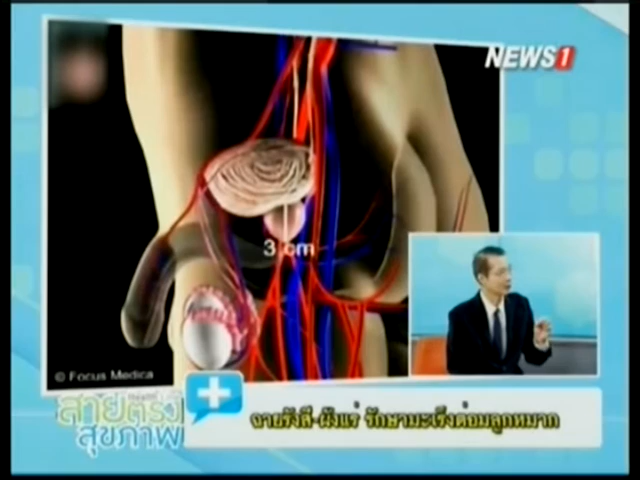 NEWS1
3 cm
© Focus Medica
สายตรง
สุขภาพ
ฉายรังสี-ฝังแร่ รักษามะเร็งต่อมลูกหมาก